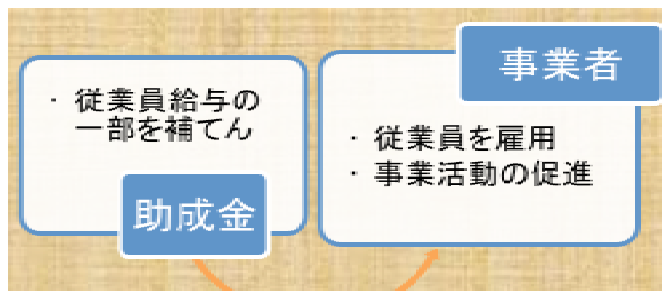 ・従業員給与の
一部を補てん
助成金
事業者
・従業員を雇用
・事業活動の促進